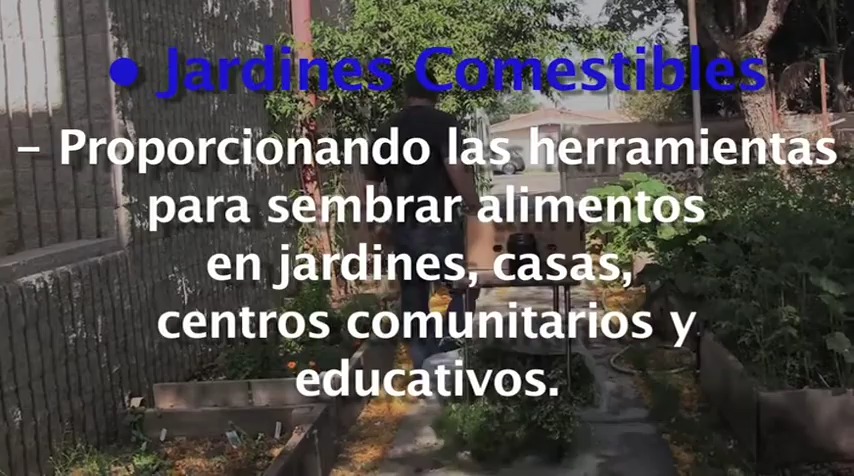 • Jardines Comestibles
- Proporcionando las herramientas
para sembrar alimentos
en jardines, casas,
centros comunitarios y
educativos.